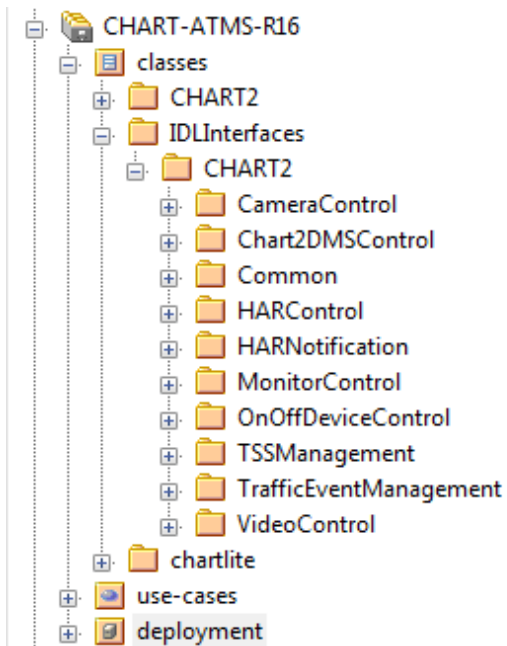 CHART-ATMS-R16
classes
CHART2
IDLInterfaces
CHART2
CameraControl
Chart2DMSControl
Common
HARControl
HARNotification
MonitorControl
OnOffDeviceControl
TSSManagement
TrafficEventManagement
VideoControl
chartlite
use-cases
deployment